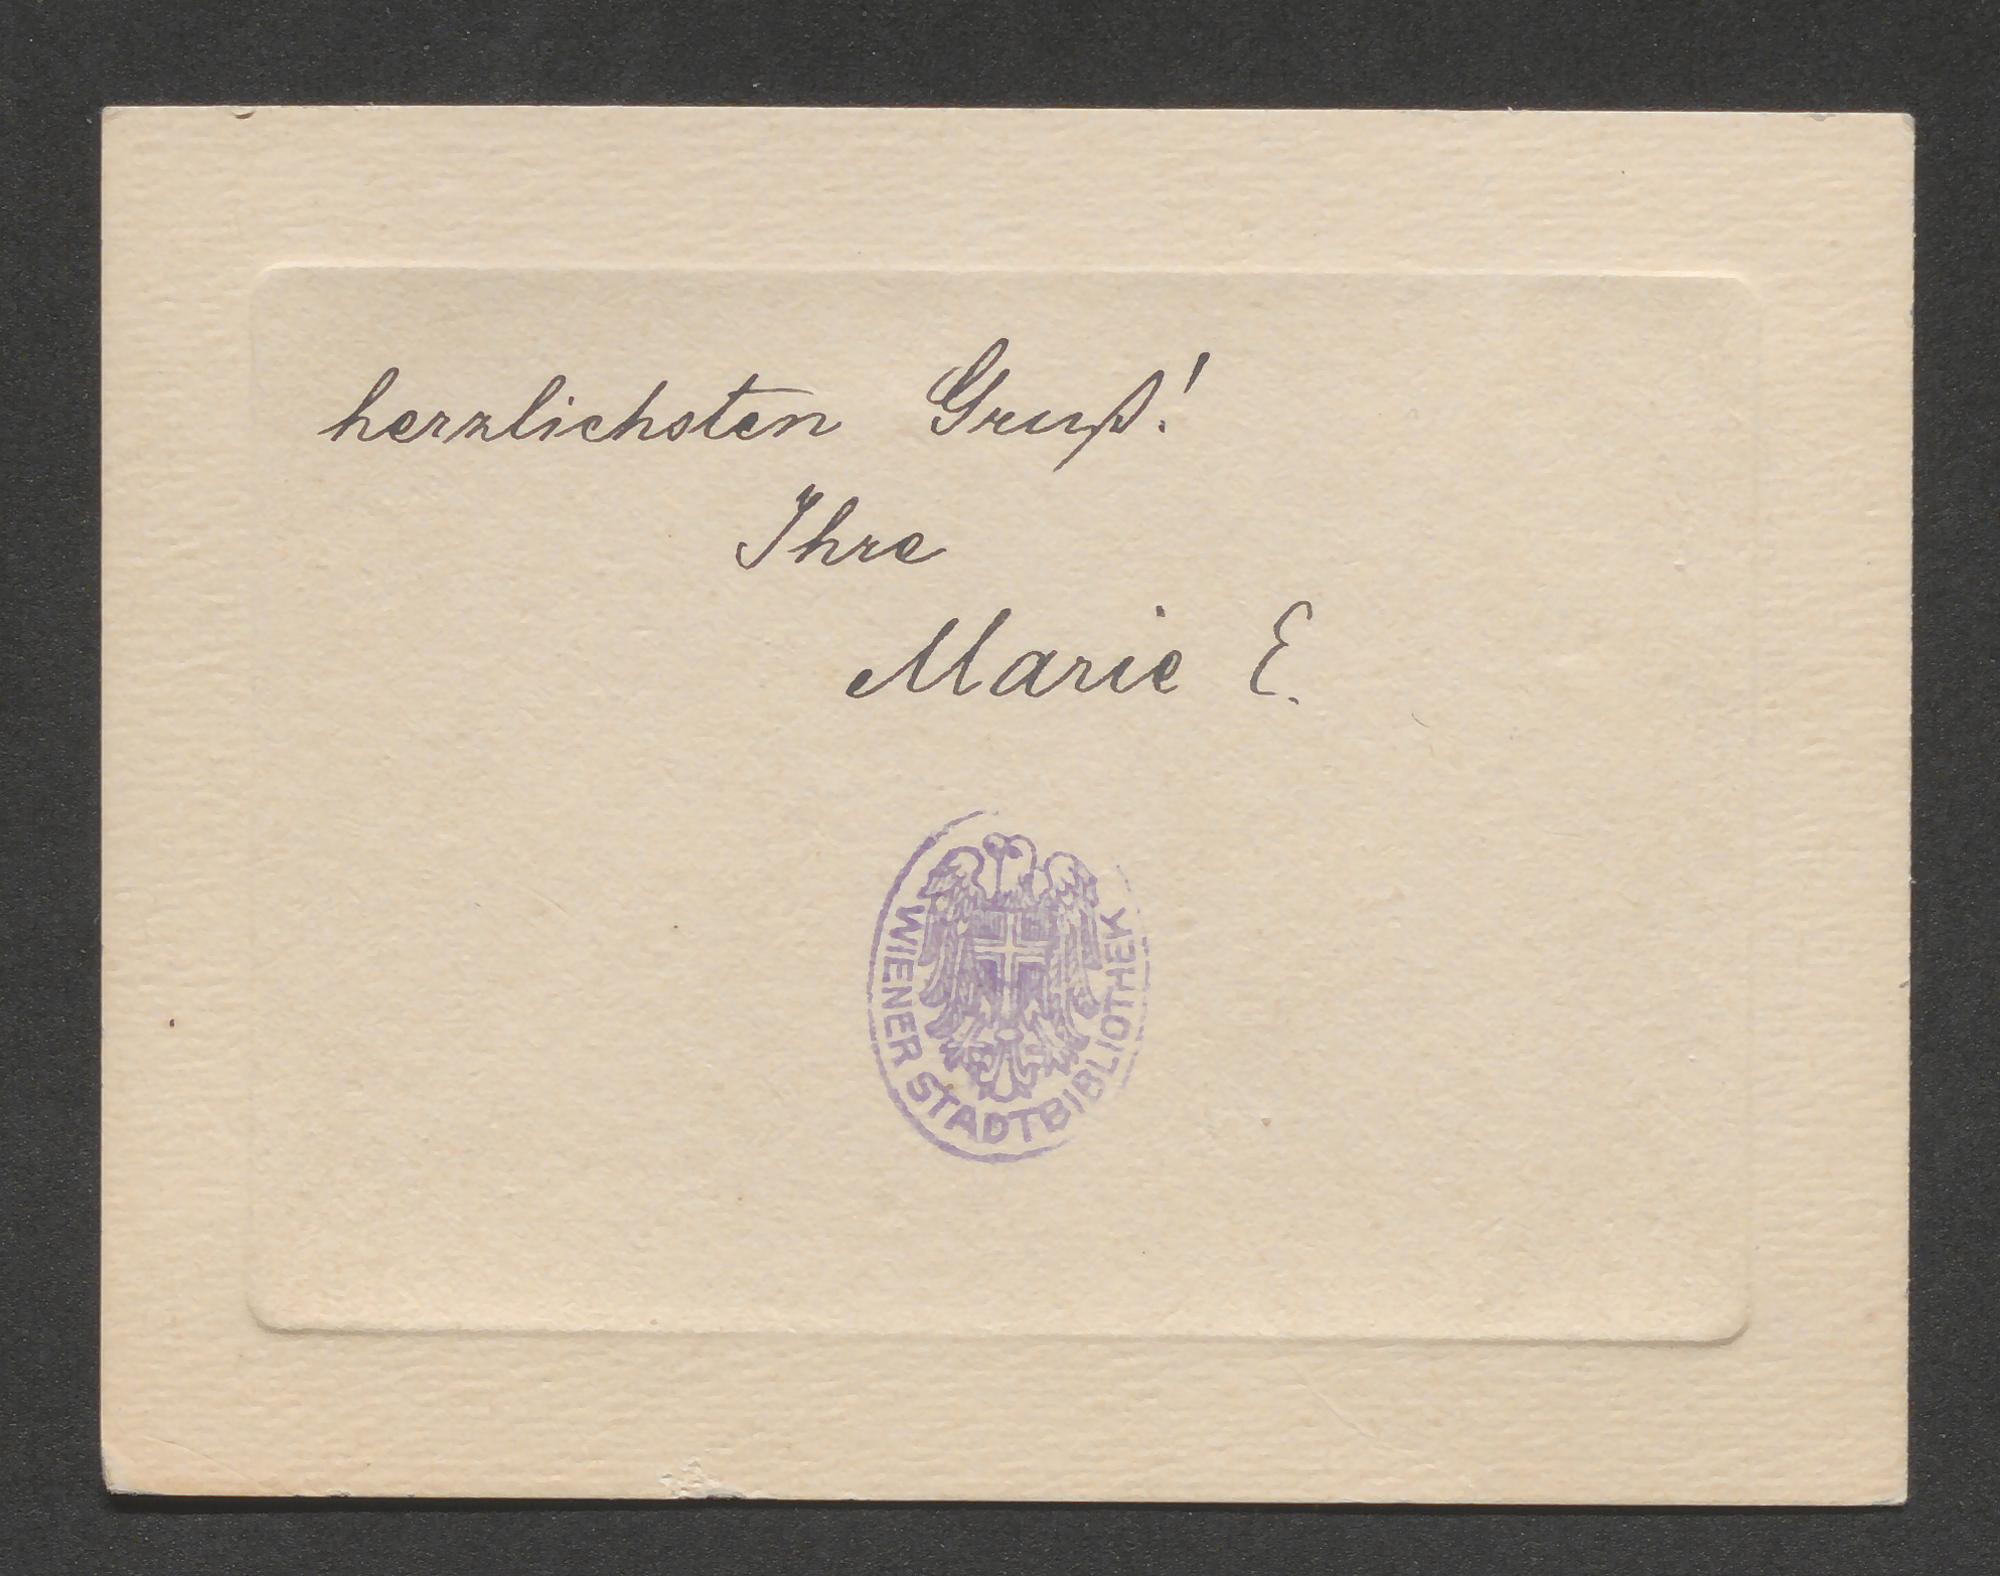 herzlichsten Gruß!
Ihre
Marie E.
WIENER STADTBIBLIOTHEK